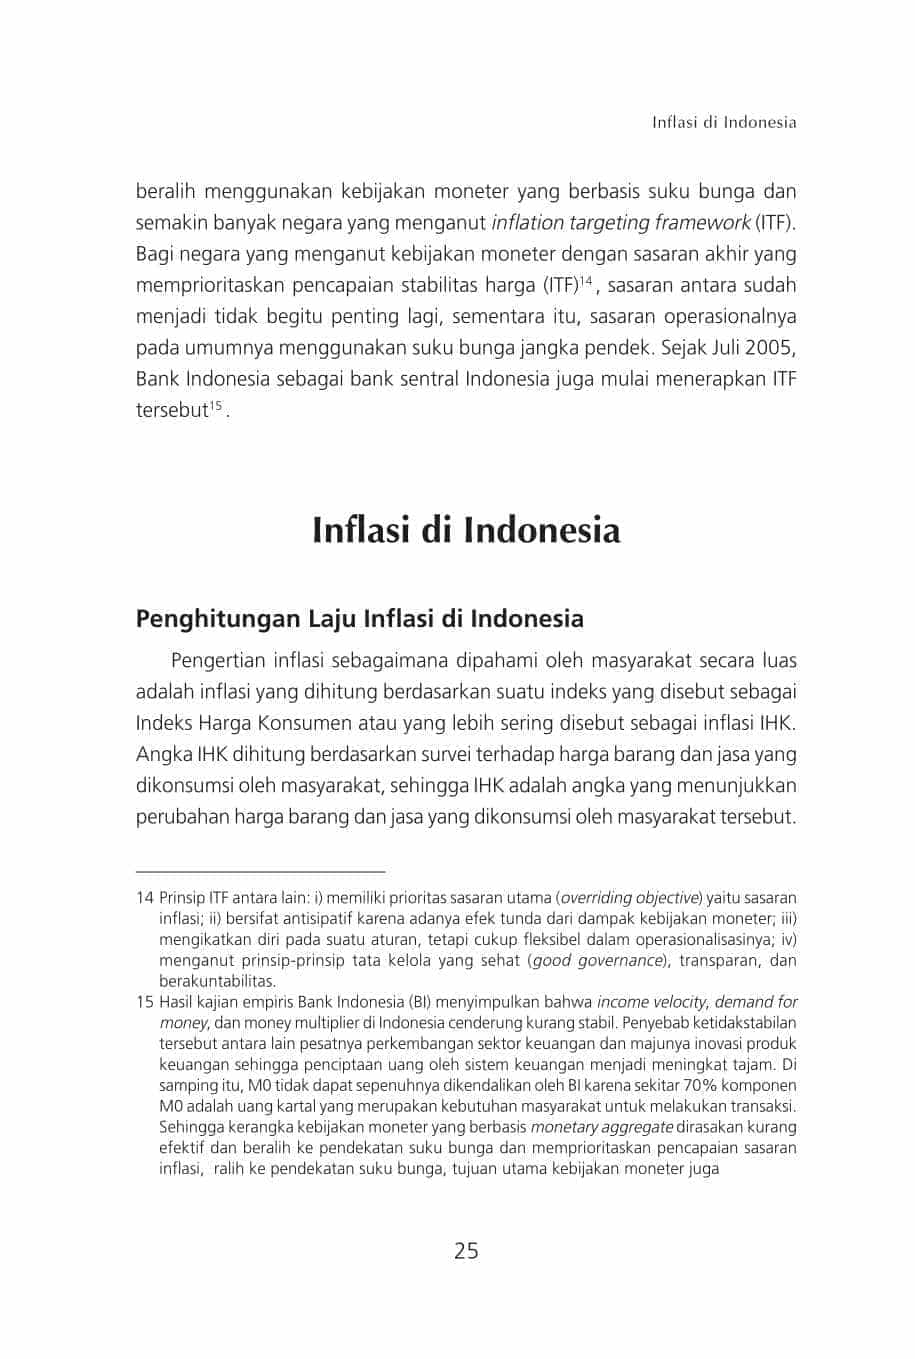 Inflasi di Indonesia
beralih menggunakan kebijakan moneter yang berbasis suku bunga dan
semakin banyak negara yang menganut inflation targeting framework (ITF).
Bagi negara yang menganut kebijakan moneter dengan sasaran akhir yang
memprioritaskan pencapaian stabilitas harga (ITF)14 , sasaran antara sudah
menjadi tidak begitu penting lagi, sementara itu, sasaran operasionalnya
pada umumnya menggunakan suku bunga jangka pendek. Sejak Juli 2005,
Bank Indonesia sebagai bank sentral Indonesia juga mulai menerapkan ITF
tersebut15 .
Inflasi di Indonesia
Penghitungan Laju Inflasi di Indonesia
Pengertian inflasi sebagaimana dipahami oleh masyarakat secara luas
adalah inflasi yang dihitung berdasarkan suatu indeks yang disebut sebagai
Indeks Harga Konsumen atau yang lebih sering disebut sebagai inflasi IHK.
Angka IHK dihitung berdasarkan survei terhadap harga barang dan jasa yang
dikonsumsi oleh masyarakat, sehingga IHK adalah angka yang menunjukkan
perubahan harga barang dan jasa yang dikonsumsi oleh masyarakat tersebut.
14 Prinsip ITF antara lain: i) memiliki prioritas sasaran utama (overriding objective) yaitu sasaran
inflasi; ii) bersifat antisipatif karena adanya efek tunda dari dampak kebijakan moneter; iii)
mengikatkan diri pada suatu aturan, tetapi cukup fleksibel dalam operasionalisasinya; iv)
menganut prinsip-prinsip tata kelola yang sehat (good governance), transparan, dan
berakuntabilitas.
15 Hasil kajian empiris Bank Indonesia (BI) menyimpulkan bahwa income velocity, demand for
money, dan money multiplier di Indonesia cenderung kurang stabil. Penyebab ketidakstabilan
tersebut antara lain pesatnya perkembangan sektor keuangan dan majunya inovasi produk
keuangan sehingga penciptaan uang oleh sistem keuangan menjadi meningkat tajam. Di
samping itu, M0 tidak dapat sepenuhnya dikendalikan oleh BI karena sekitar 70% komponen
M0 adalah uang kartal yang merupakan kebutuhan masyarakat untuk melakukan transaksi.
Sehingga kerangka kebijakan moneter yang berbasis monetary aggregate dirasakan kurang
efektif dan beralih ke pendekatan suku bunga dan memprioritaskan pencapaian sasaran
inflasi,  ralih ke pendekatan suku bunga, tujuan utama kebijakan moneter juga
25